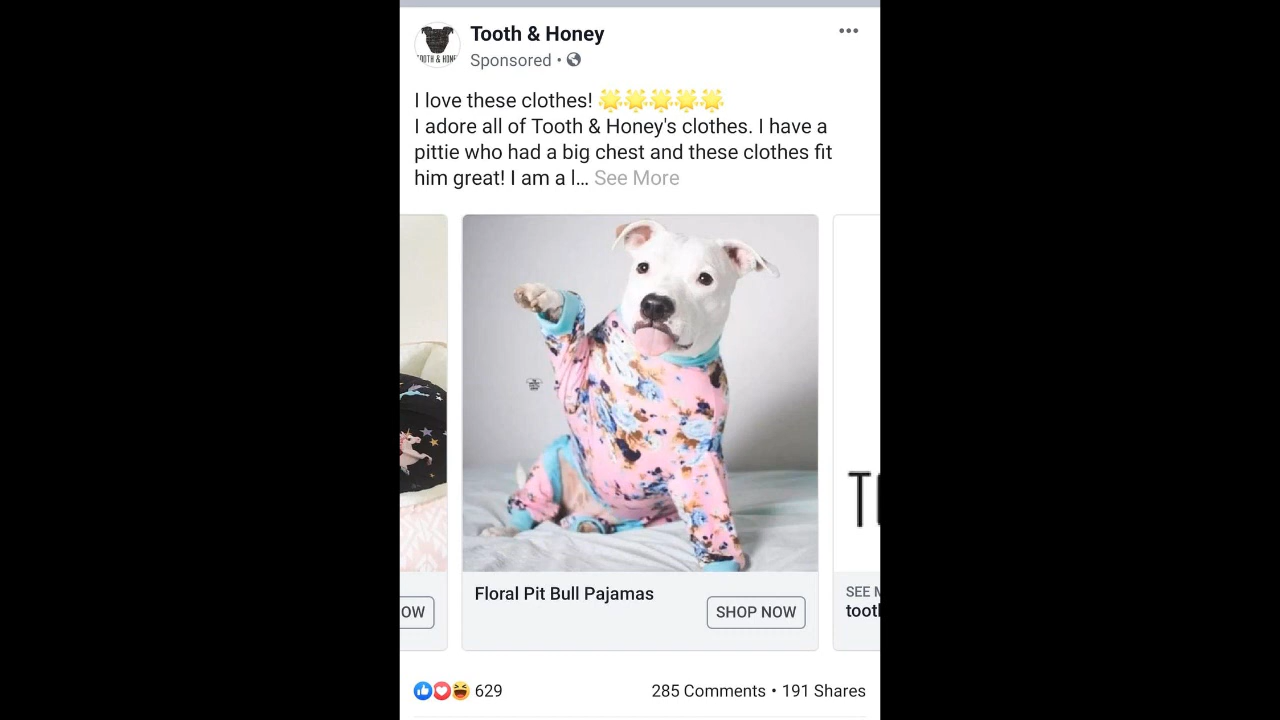 Tooth & Honey
Sponsored •
I love these clothes! 🌟🌟🌟🌟🌟
I adore all of Tooth & Honey's clothes. I have a
pittie who had a big chest and these clothes fit
him great! I am a l... See More
Floral Pit Bull Pajamas
SHOP NOW
OW
SEE M
tootl
T
629
285 Comments • 191 Shares